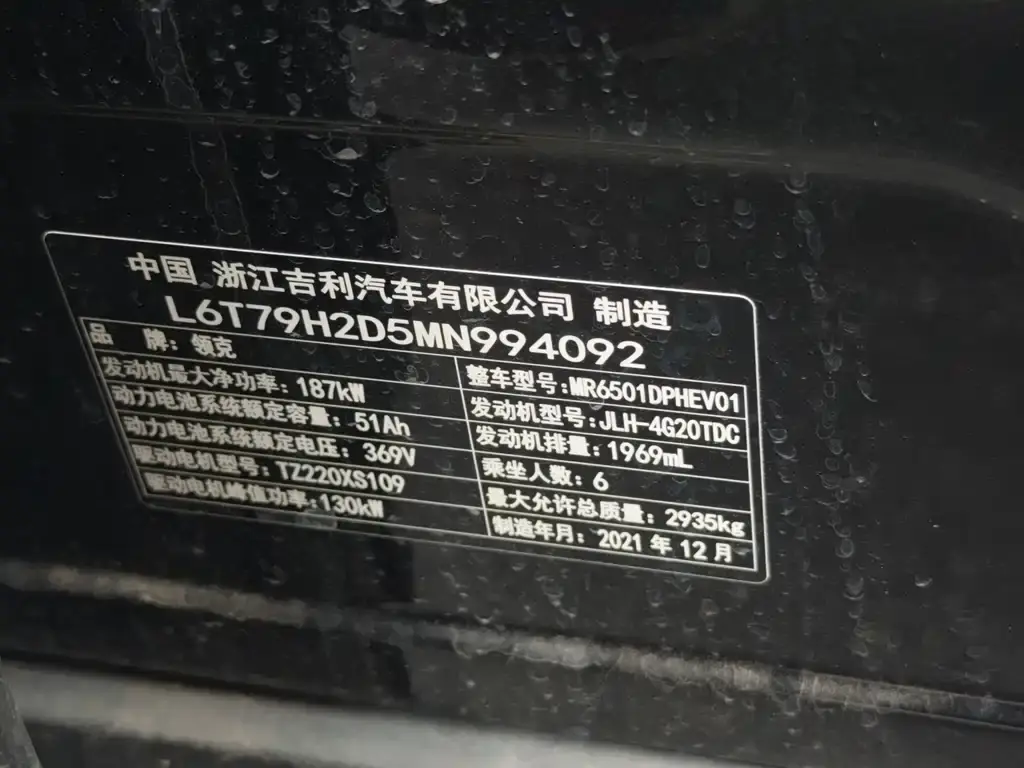 中国 浙江吉利汽车有限公司 制造
L6T79H2D5MN994092
品 牌：领克
整车型号：MR6501DPHEV01
发动机最大净功率：187kW
发动机型号：JLH-4G20TDC
动力电池系统额定容量：51Ah
发动机排量：1969mL
动力电池系统额定电压：369V
乘坐人数：6
驱动电机型号：TZ220XS109
最大允许总质量：2935kg
驱动电机峰值功率：130kW
制造年月：2021 年 12 月